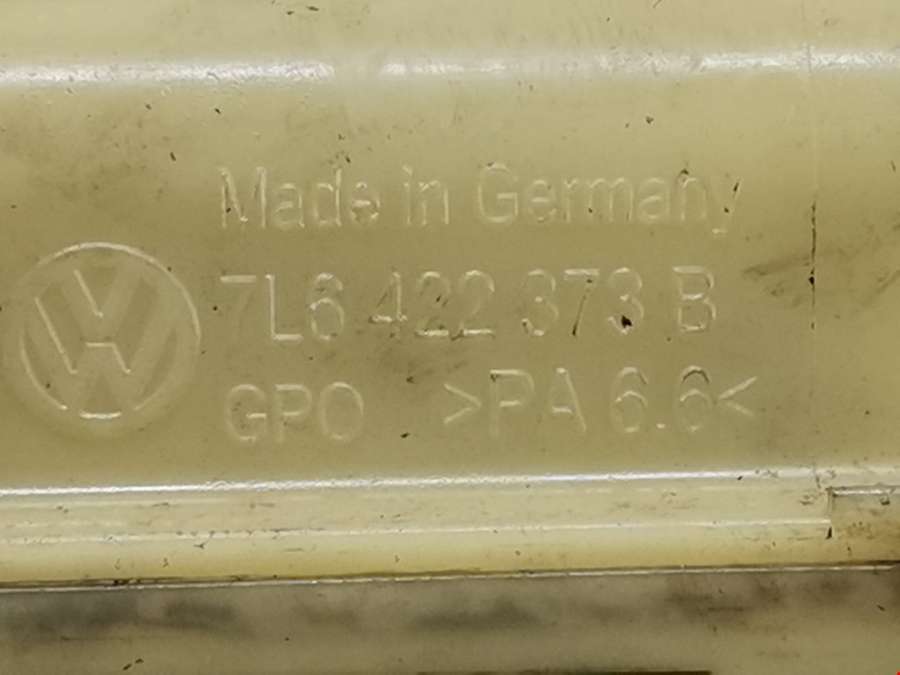 Made in Germany
7L6 422 373 B
GPO >PA 6.6<